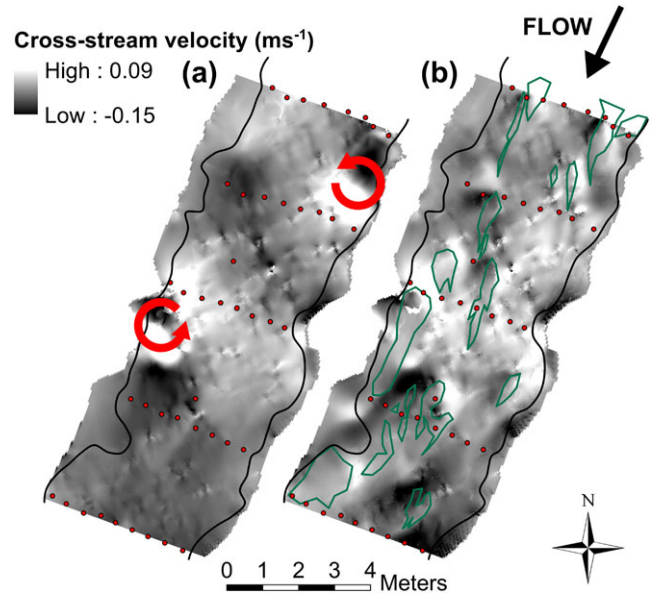 Cross-stream velocity (ms⁻¹)
High : 0.09
Low : -0.15
(a)
(b)
FLOW
N
0 1 2 3 4 Meters